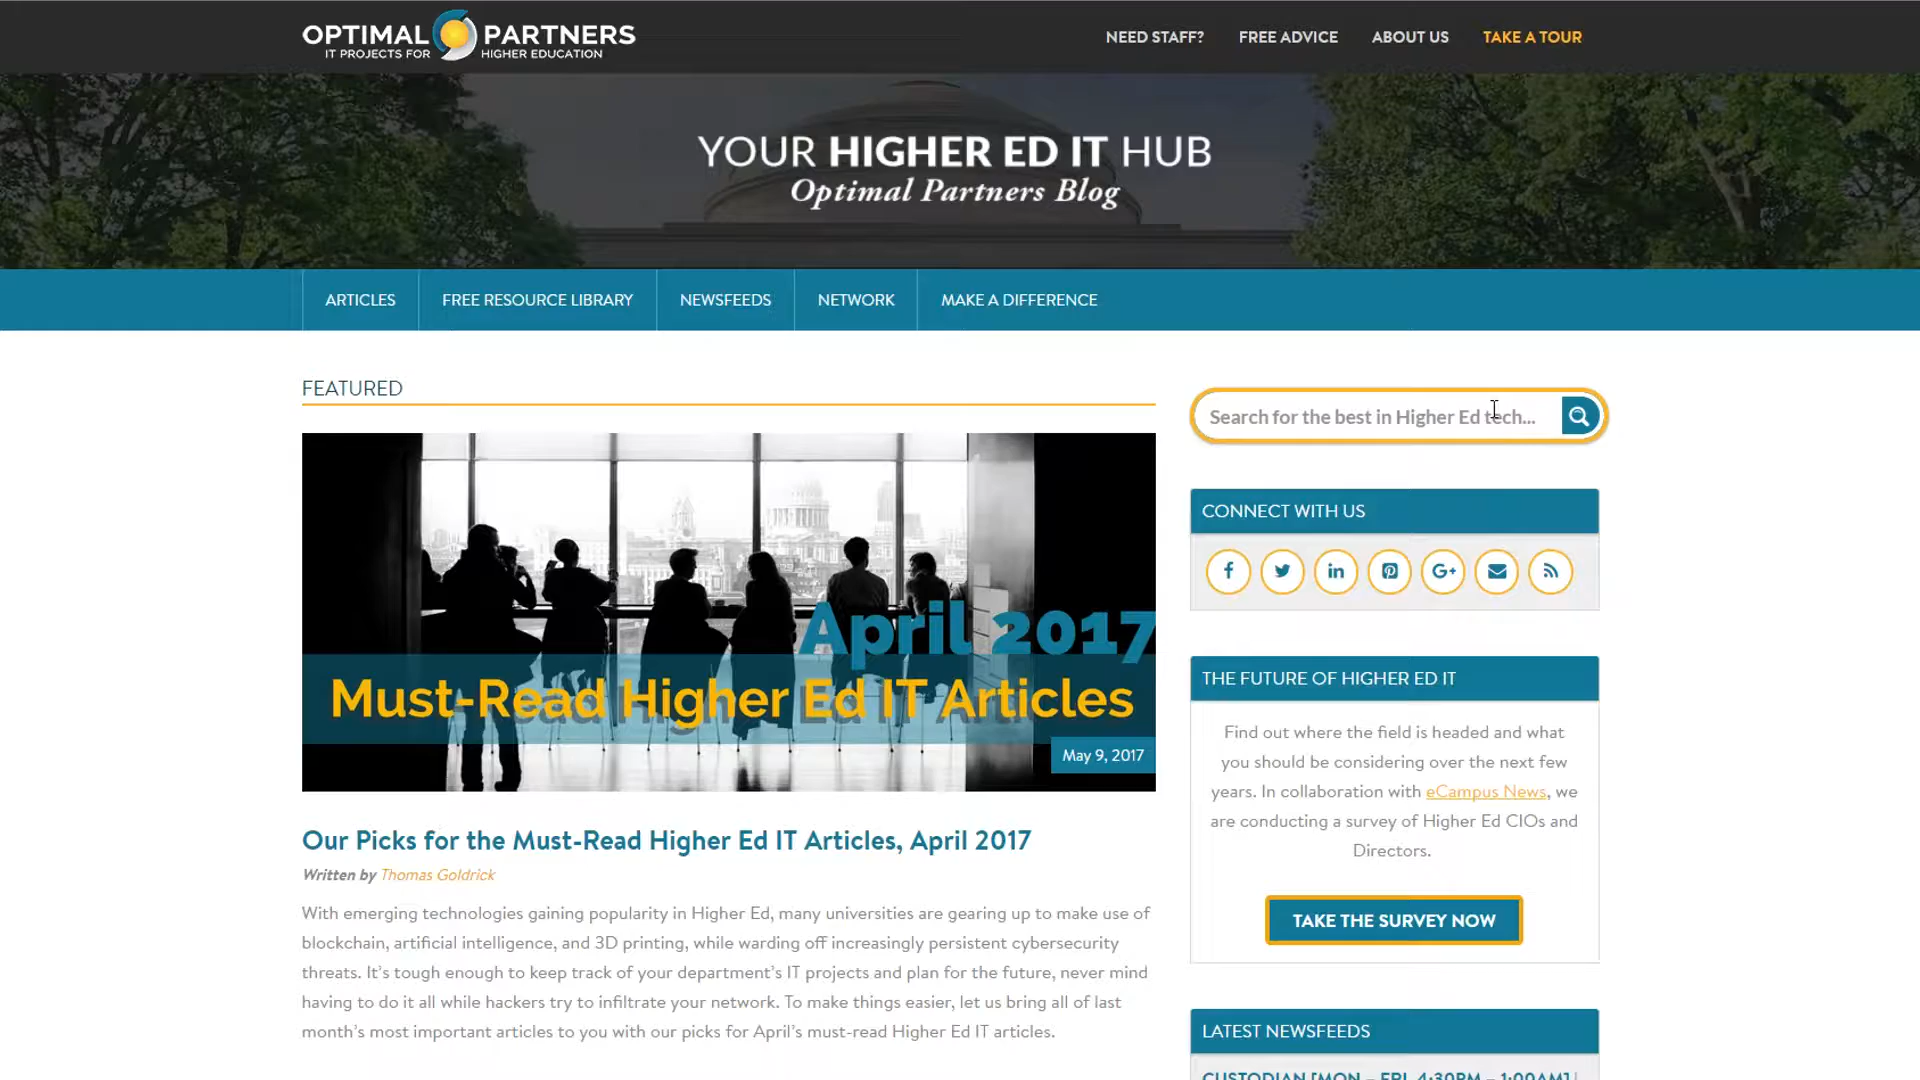 OPTIMAL PARTNERS
IT PROJECTS FOR HIGHER EDUCATION
NEED STAFF?
FREE ADVICE
ABOUT US
TAKE A TOUR
YOUR HIGHER ED IT HUB
Optimal Partners Blog
ARTICLES
FREE RESOURCE LIBRARY
NEWSFEEDS
NETWORK
MAKE A DIFFERENCE
FEATURED
April 2017
Must-Read Higher Ed IT Articles
May 9, 2017
Our Picks for the Must-Read Higher Ed IT Articles, April 2017
Written by Thomas Goldrick
With emerging technologies gaining popularity in Higher Ed, many universities are gearing up to make use of
blockchain, artificial intelligence, and 3D printing, while warding off increasingly persistent cybersecurity
threats. It's tough enough to keep track of your department's IT projects and plan for the future, never mind
having to do it all while hackers try to infiltrate your network. To make things easier, let us bring all of last
month's most important articles to you with our picks for April's must-read Higher Ed IT articles.
Search for the best in Higher Ed tech...
CONNECT WITH US
THE FUTURE OF HIGHER ED IT
Find out where the field is headed and what
you should be considering over the next few
years. In collaboration with eCampus News, we
are conducting a survey of Higher Ed CIOs and
Directors.
TAKE THE SURVEY NOW
LATEST NEWSFEEDS
CUSTODIAN [MON – FRI, 4:30PM – 1:00AM] |